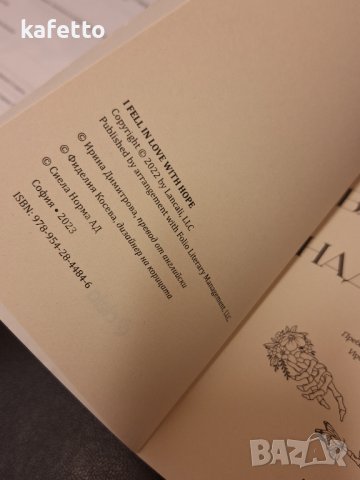 kafetto
I FELL IN LOVE WITH HOPE
Copyright © 2022 by Lancali, LLC
Published by arrangement with Folio Literary Management, LLC
© Ирина Димитрова, превод от английски
© Фиделия Косева, дизайнер на корицата
© Сиела Норма АД
София • 2023
ISBN: 978-954-28-4484-6
НАД
BAZAR